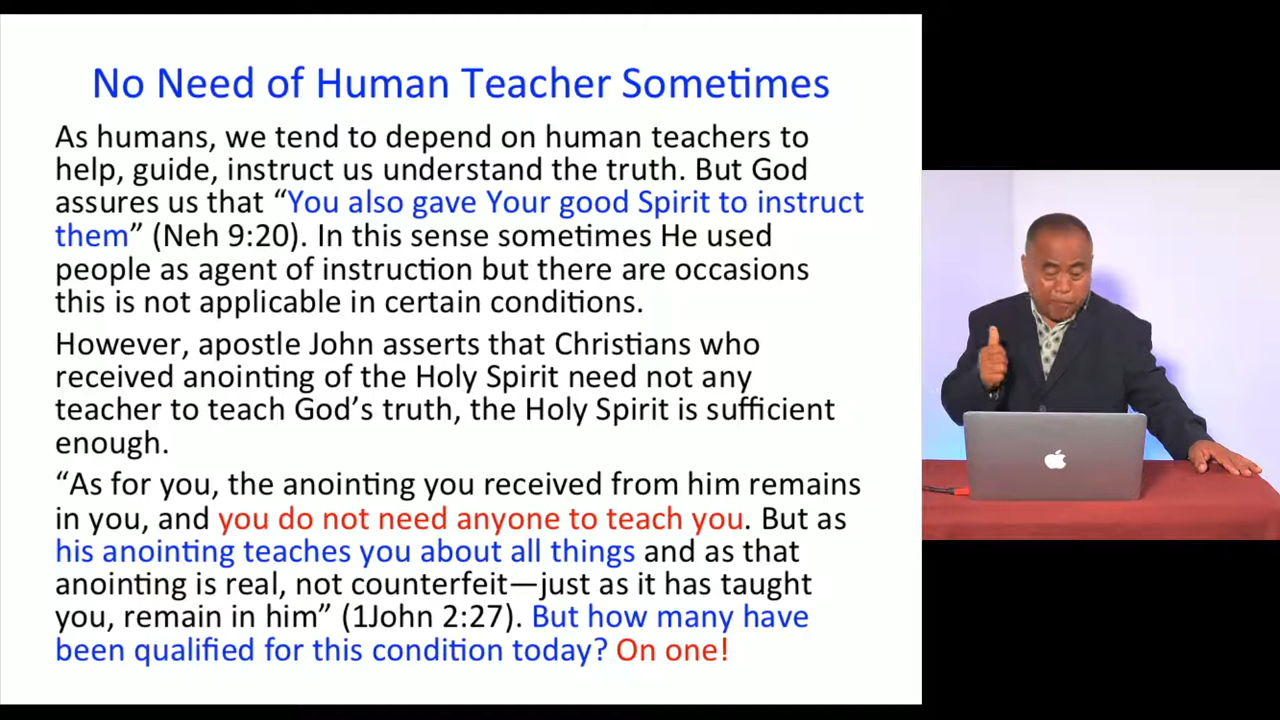 No Need of Human Teacher Sometimes
As humans, we tend to depend on human teachers to
help, guide, instruct us understand the truth. But God
assures us that “You also gave Your good Spirit to instruct
them” (Neh 9:20). In this sense sometimes He used
people as agent of instruction but there are occasions
this is not applicable in certain conditions.
However, apostle John asserts that Christians who
received anointing of the Holy Spirit need not any
teacher to teach God’s truth, the Holy Spirit is sufficient
enough.
“As for you, the anointing you received from him remains
in you, and you do not need anyone to teach you. But as
his anointing teaches you about all things and as that
anointing is real, not counterfeit—just as it has taught
you, remain in him” (1John 2:27). But how many have
been qualified for this condition today? On one!